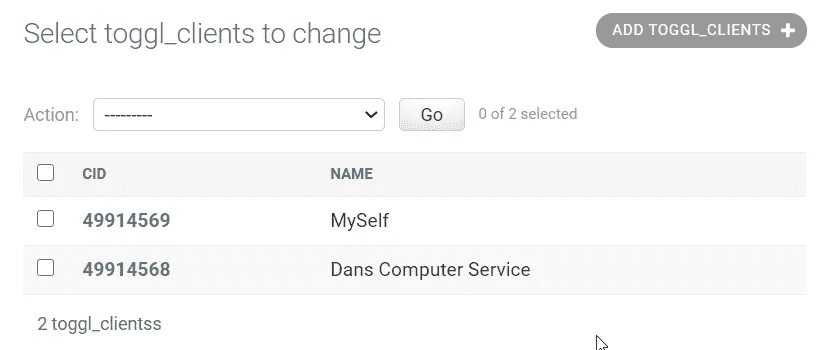 Select toggl_clients to change
ADD TOGGL_CLIENTS +
Action: --------- Go 0 of 2 selected
CID NAME
49914569 MySelf
49914568 Dans Computer Service
2 toggl_clientss